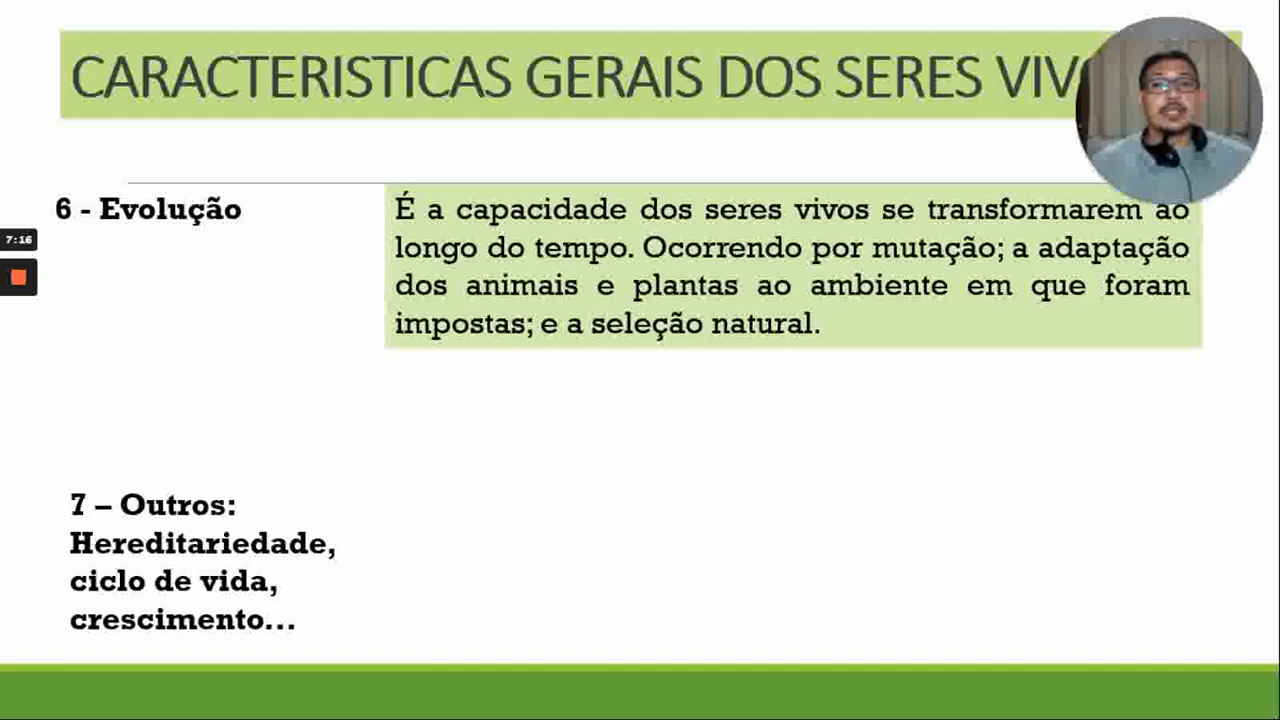 CARACTERISTICAS GERAIS DOS SERES
6 - Evolução
É a capacidade dos seres vivos se transformarem ao
longo do tempo. Ocorrendo por mutação; a adaptação
dos animais e plantas ao ambiente em que foram
impostas; e a seleção natural.
7:16
7 – Outros:
Hereditariedade,
ciclo de vida,
crescimento...